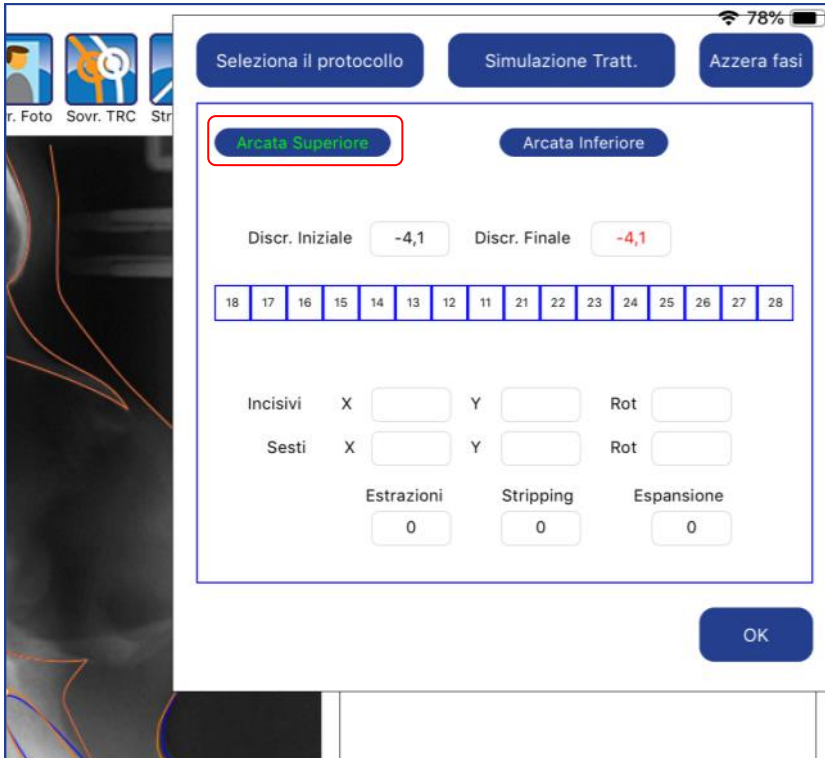 78%
Seleziona il protocollo Simulazione Tratt. Azzera fasi
r. Foto Sovr. TRC Str
Arcata Superiore Arcata Inferiore
Discr. Iniziale -4,1 Discr. Finale -4,1
18 17 16 15 14 13 12 11 21 22 23 24 25 26 27 28
Incisivi X Y Rot
Sesti X Y Rot
Estrazioni Stripping Espansione
0 0 0
OK